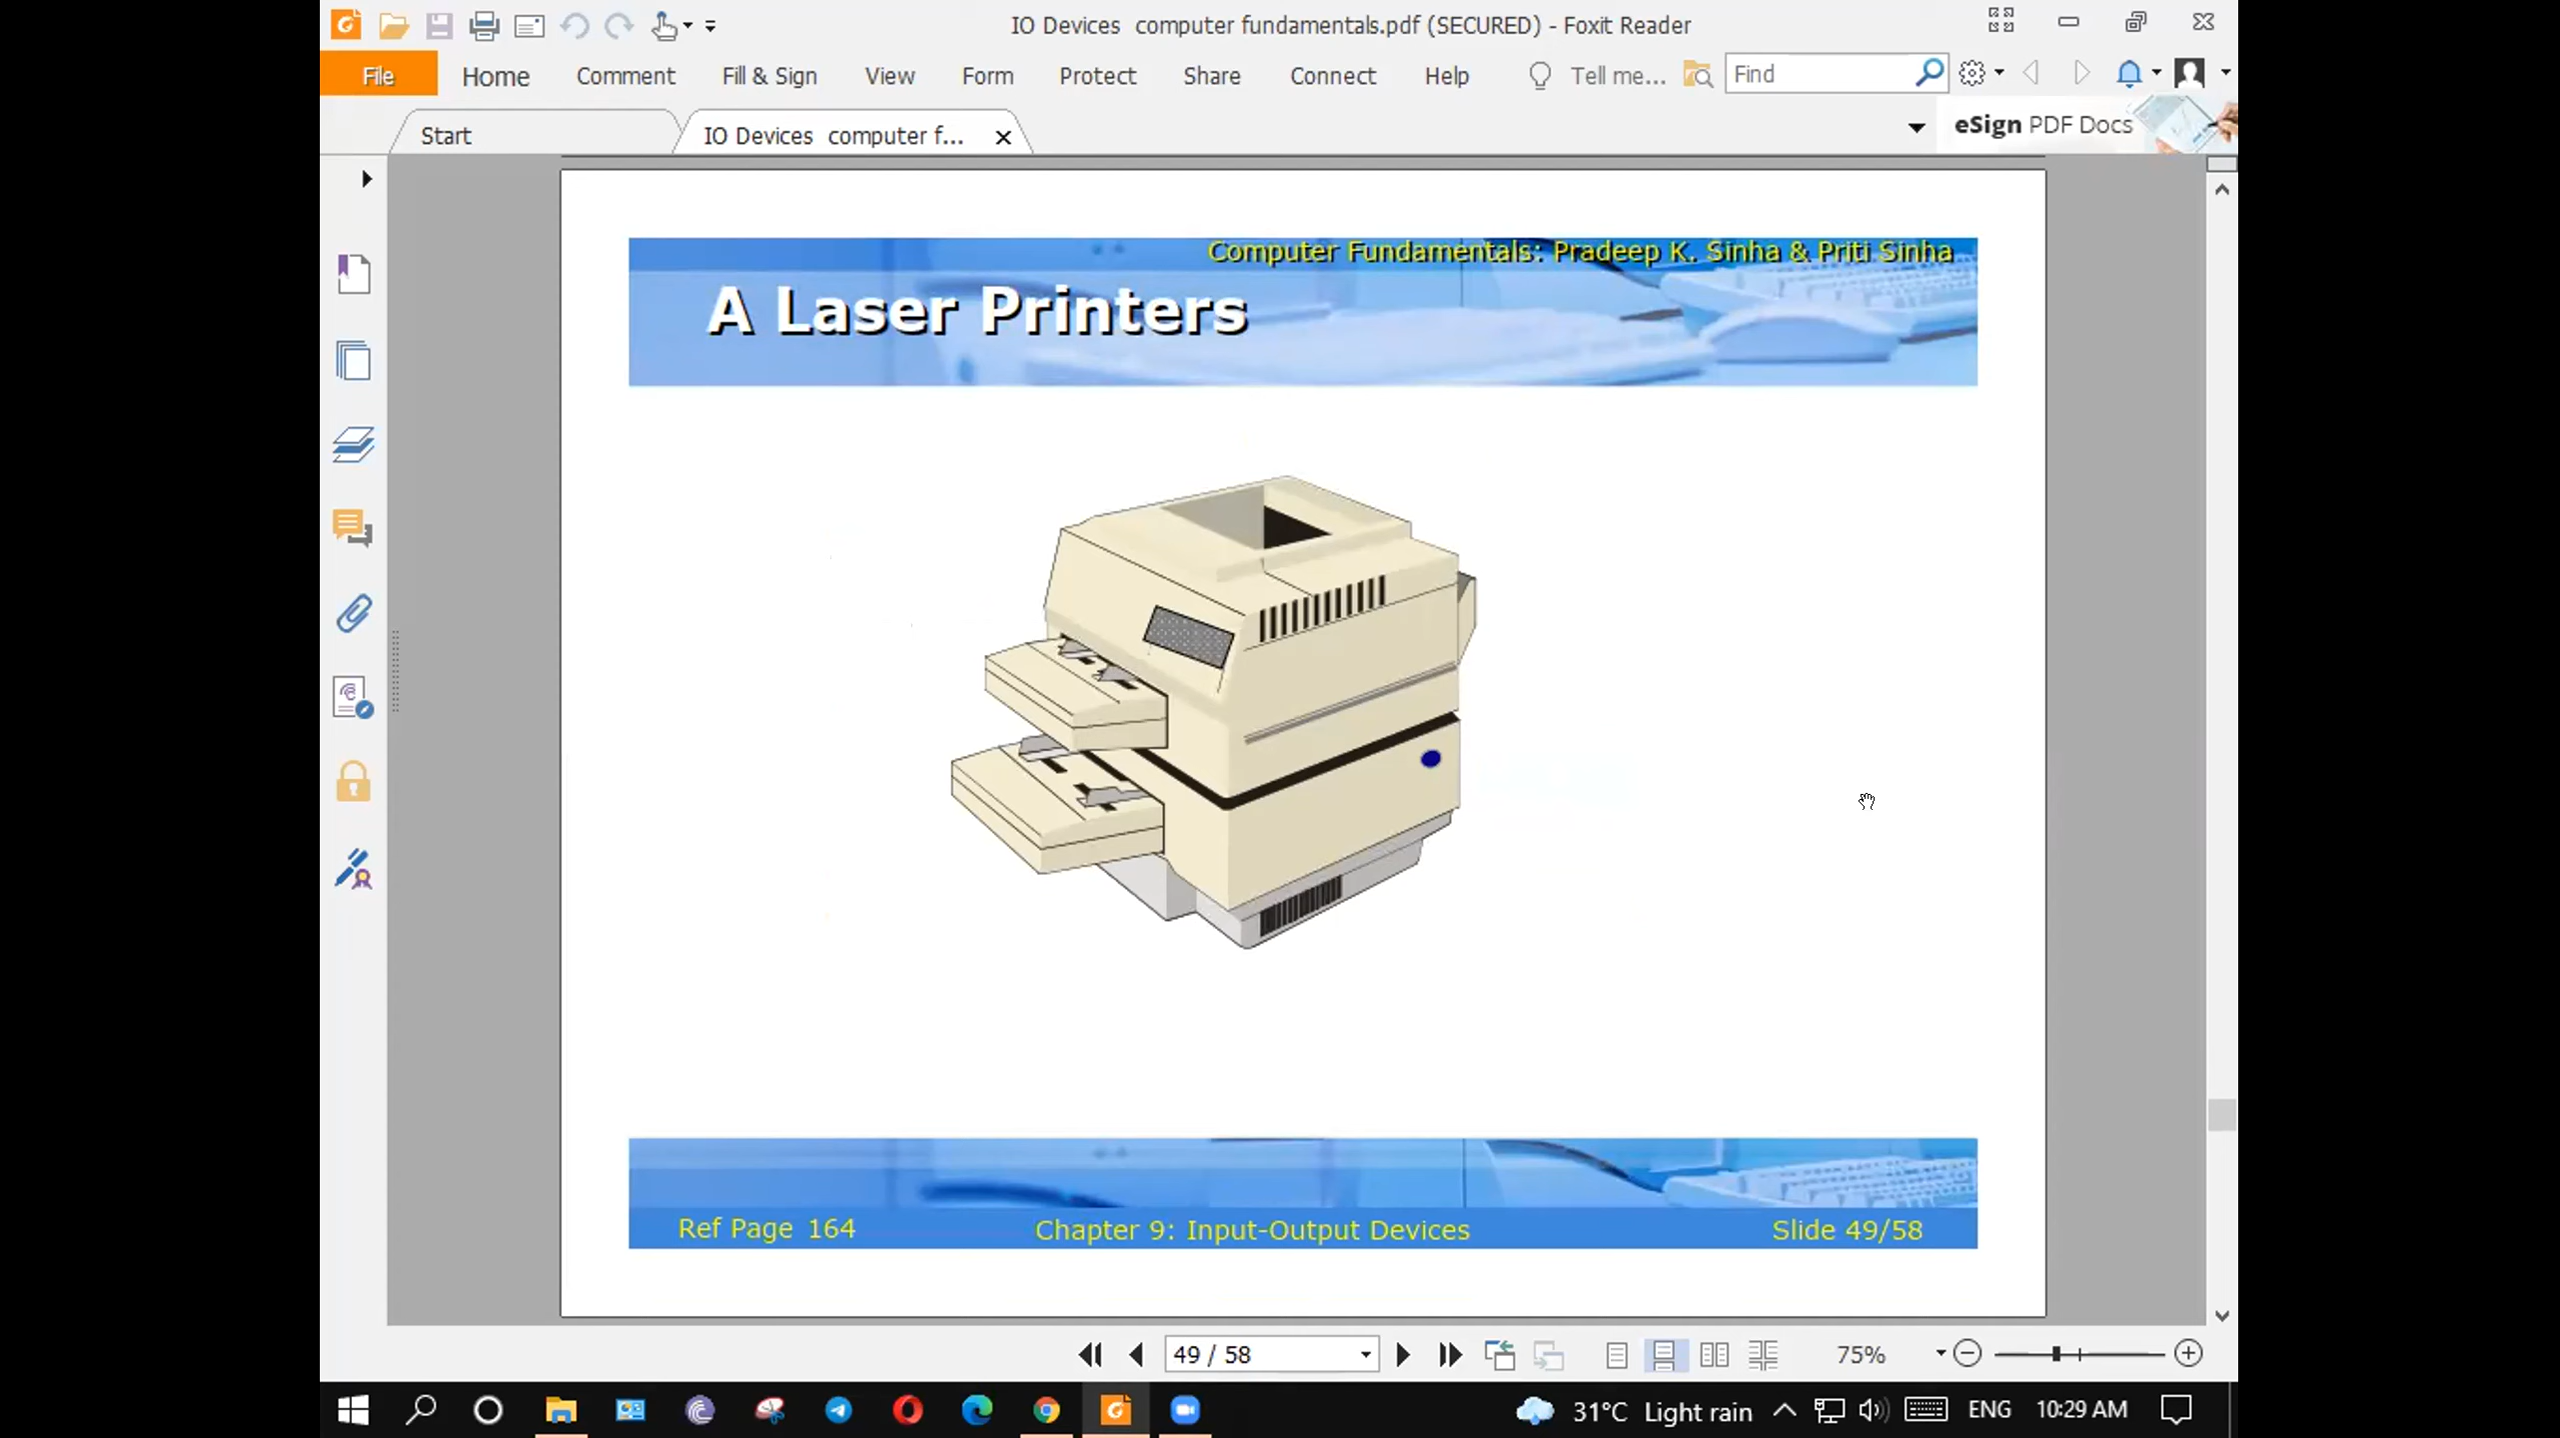 IO Devices  computer fundamentals.pdf (SECURED) - Foxit Reader
File Home Comment Fill & Sign View Form Protect Share Connect Help Tell me... Find
Start IO Devices  computer f... eSign PDF Docs
Computer Fundamentals: Pradeep K. Sinha & Priti Sinha
A Laser Printers
Ref Page 164 Chapter 9: Input-Output Devices Slide 49/58
49 / 58 75%
31°C Light rain ENG 10:29 AM